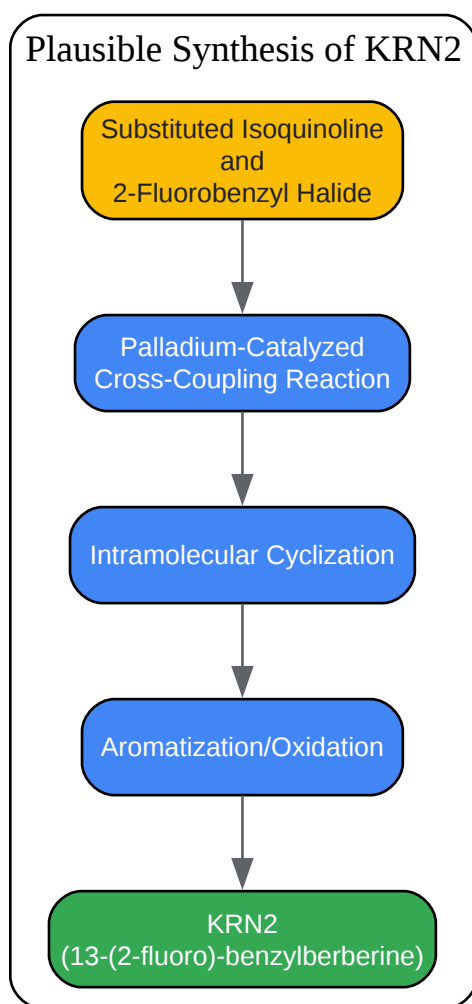 Plausible Synthesis of KRN2
Substituted Isoquinoline
and
2-Fluorobenzyl Halide
Palladium-Catalyzed
Cross-Coupling Reaction
Intramolecular Cyclization
Aromatization/Oxidation
KRN2
(13-(2-fluoro)-benzylberberine)